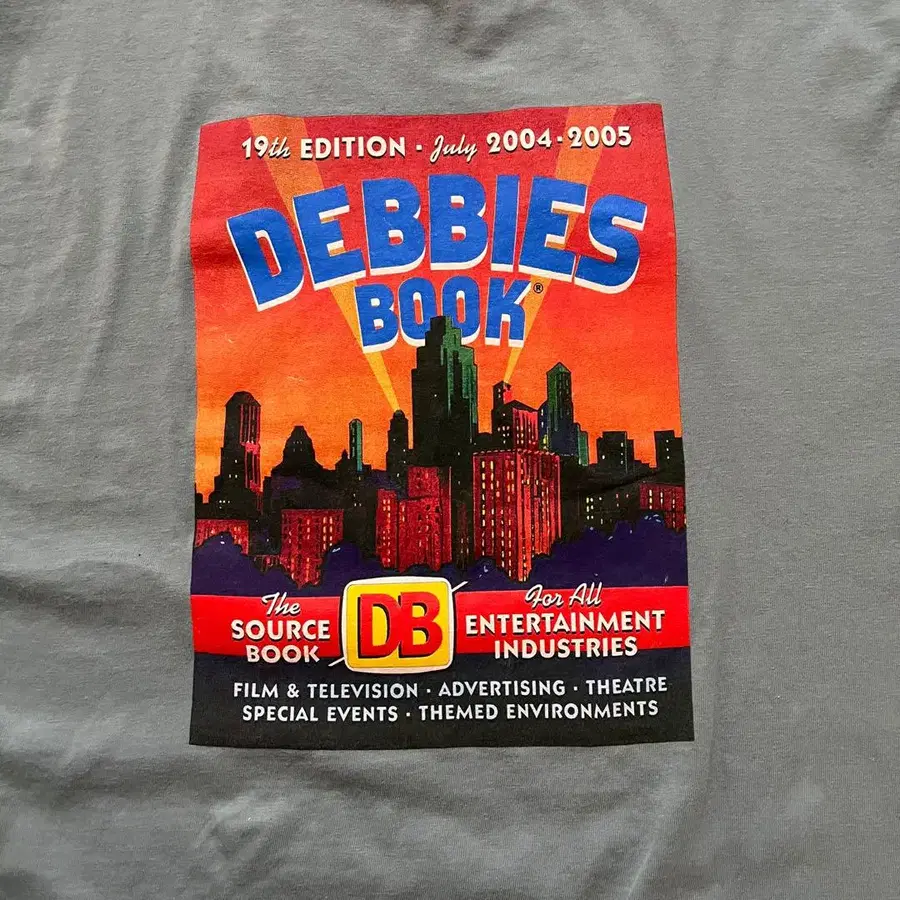 19th EDITION · July 2004·2005
DEBBIES
BOOK®
The
SOURCE
BOOK
DB
For All
ENTERTAINMENT
INDUSTRIES
FILM & TELEVISION · ADVERTISING · THEATRE
SPECIAL EVENTS · THEMED ENVIRONMENTS